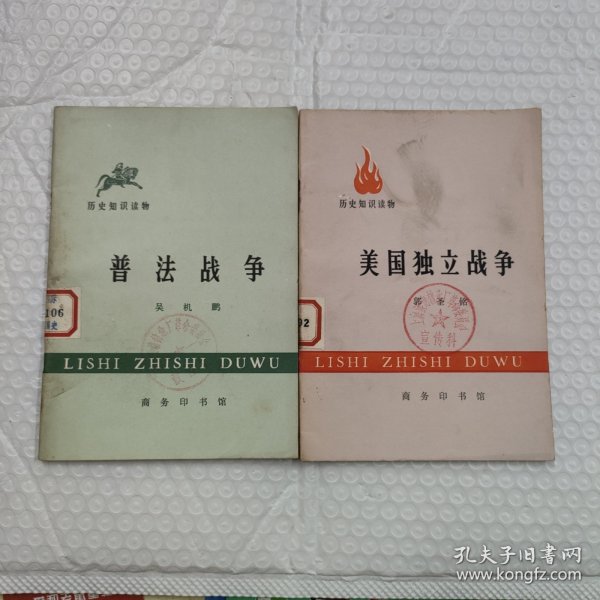 历史知识读物
普法战争
吴机鹏
106
LISHI ZHISHI DUWU
商务印书馆
历史知识读物
美国独立战争
郭圣铭
宣传科
LISHI ZHISHI DUWU
商务印书馆
孔夫子旧书网
www.kongfz.com